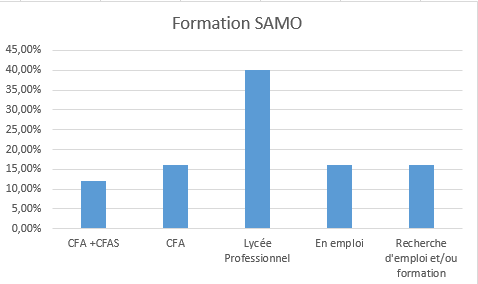 Formation SAMO
45,00%
40,00%
35,00%
30,00%
25,00%
20,00%
15,00%
10,00%
5,00%
0,00%
CFA +CFAS
CFA
Lycée
Professionnel
En emploi
Recherche
d'emploi et/ou
formation